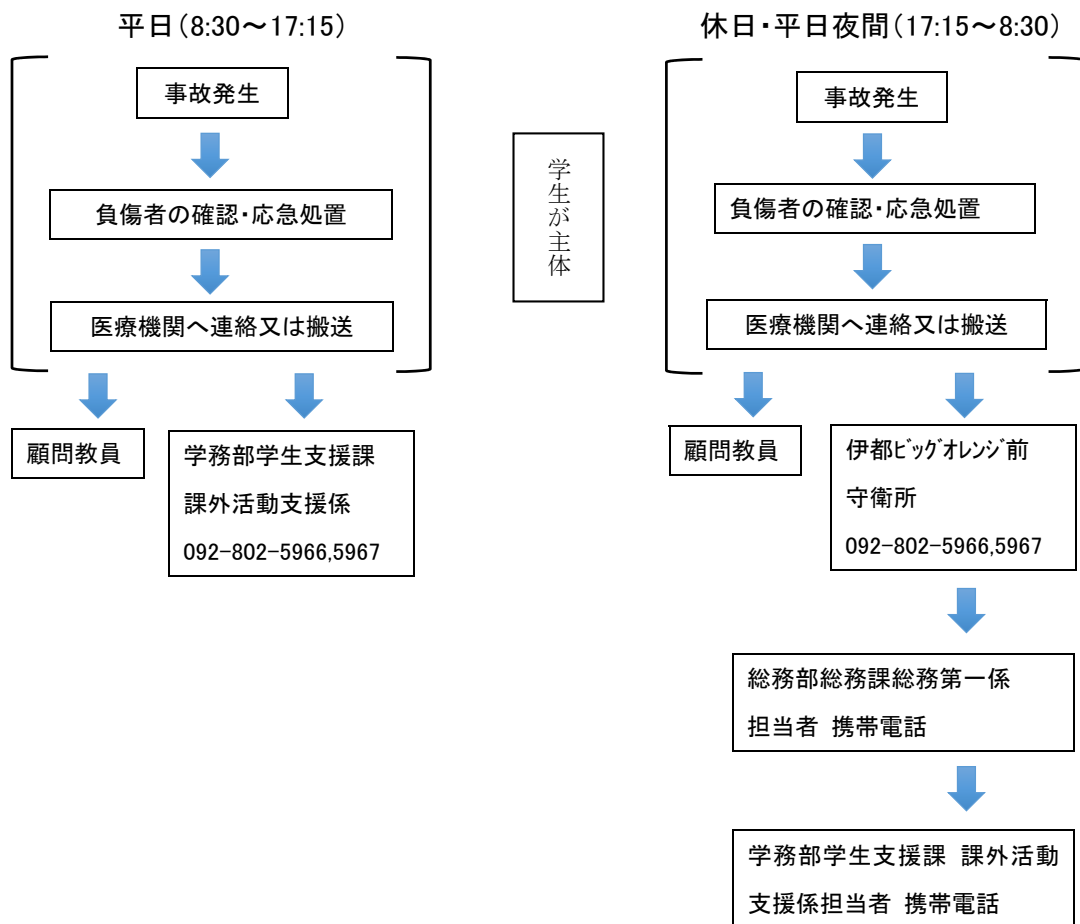 平日(8:30～17:15)
事故発生
負傷者の確認・応急処置
医療機関へ連絡又は搬送
顧問教員
学務部学生支援課
課外活動支援係
092-802-5966,5967
学生が主体
休日・平日夜間(17:15～8:30)
事故発生
負傷者の確認・応急処置
医療機関へ連絡又は搬送
顧問教員
伊都ﾋﾞｯｸﾞｵﾚﾝｼﾞ前
守衛所
092-802-5966,5967
総務部総務課総務第一係
担当者 携帯電話
学務部学生支援課 課外活動
支援係担当者 携帯電話